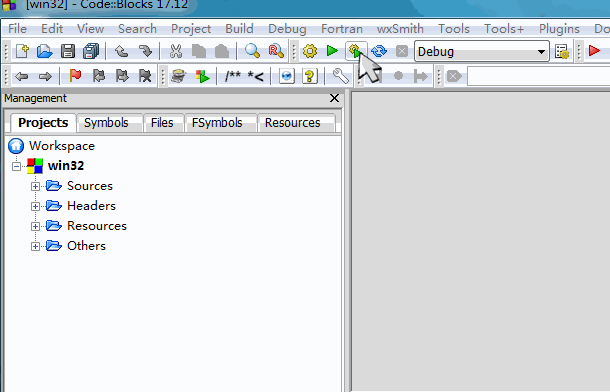 [win32] - Code::Blocks 17.12
File Edit View Search Project Build Debug Fortran wxSmith Tools Tools+ Plugins Do
Debug
/** *<
Management
Projects Symbols Files FSymbols Resources
Workspace
win32
Sources
Headers
Resources
Others